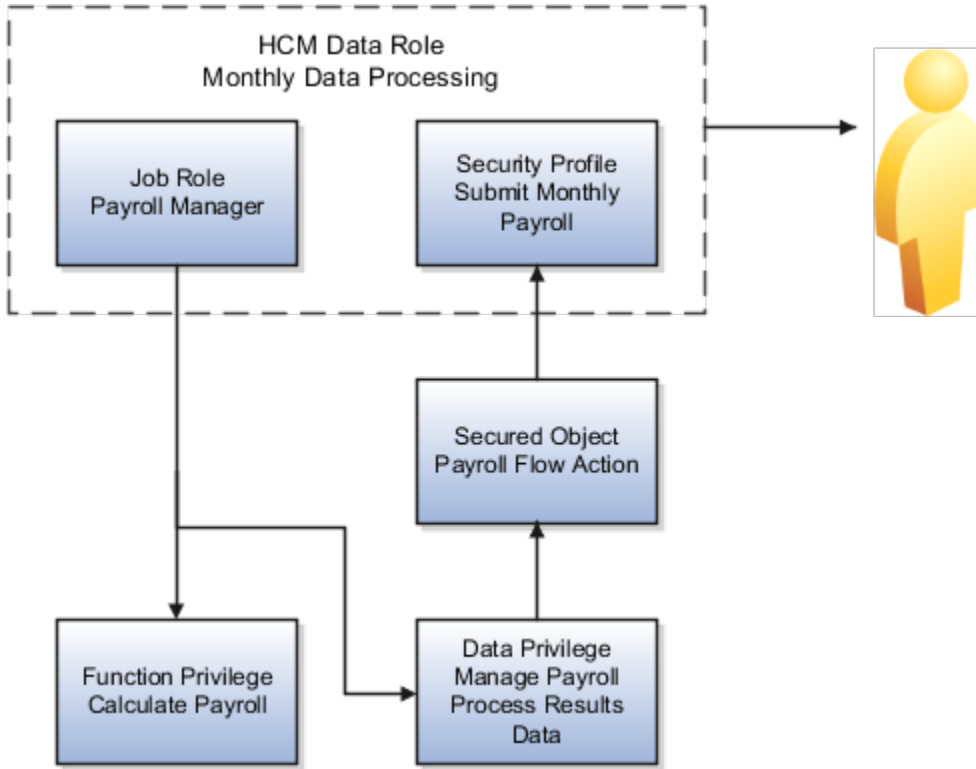 HCM Data Role
Monthly Data Processing
Job Role
Payroll Manager
Security Profile
Submit Monthly
Payroll
Secured Object
Payroll Flow Action
Function Privilege
Calculate Payroll
Data Privilege
Manage Payroll
Process Results
Data